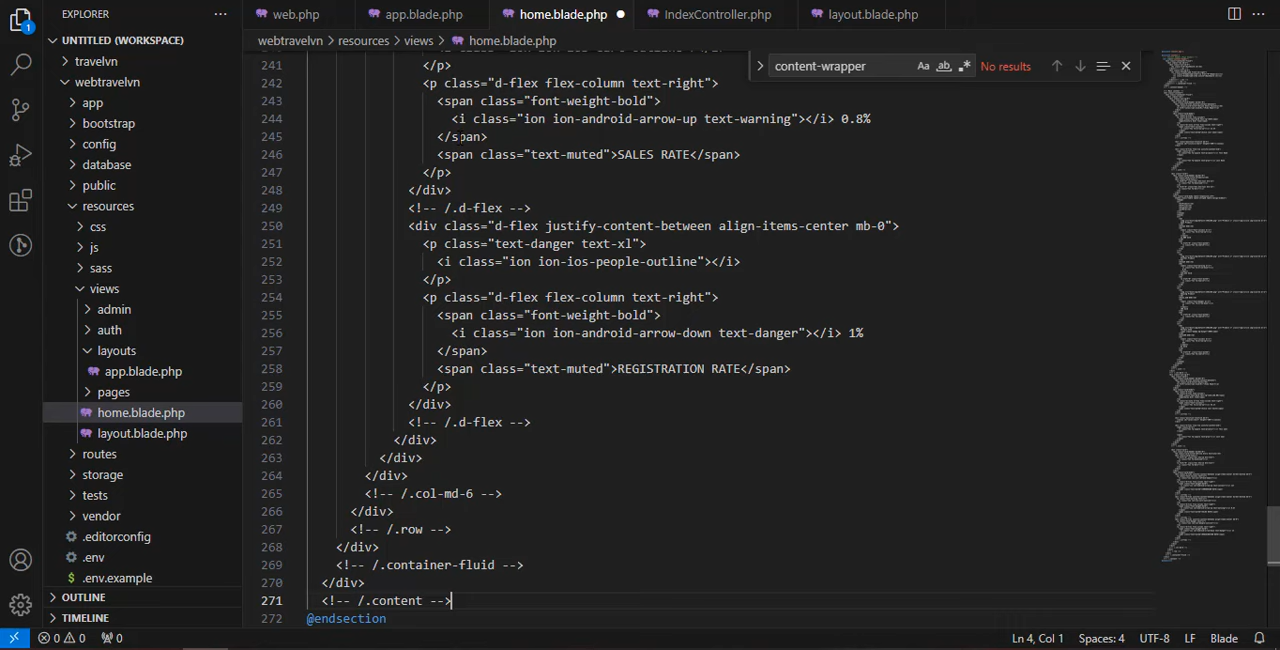 EXPLORER
UNTITLED (WORKSPACE)
travelvn
webtravelvn
app
bootstrap
config
database
public
resources
css
js
sass
views
admin
auth
layouts
app.blade.php
pages
home.blade.php
layout.blade.php
routes
storage
tests
vendor
.editorconfig
.env
.env.example
OUTLINE
TIMELINE
1
web.php
app.blade.php
home.blade.php
IndexController.php
layout.blade.php
webtravelvn > resources > views > home.blade.php
content-wrapper
Aa
ab
No results
241 </p>
242 <p class="d-flex flex-column text-right">
243 <span class="font-weight-bold">
244 <i class="ion ion-android-arrow-up text-warning"></i> 0.8%
245 </span>
246 <span class="text-muted">SALES RATE</span>
247 </p>
248 </div>
249 <!-- /.d-flex -->
250 <div class="d-flex justify-content-between align-items-center mb-0">
251 <p class="text-danger text-xl">
252 <i class="ion ion-ios-people-outline"></i>
253 </p>
254 <p class="d-flex flex-column text-right">
255 <span class="font-weight-bold">
256 <i class="ion ion-android-arrow-down text-danger"></i> 1%
257 </span>
258 <span class="text-muted">REGISTRATION RATE</span>
259 </p>
260 </div>
261 <!-- /.d-flex -->
262 </div>
263 </div>
264 </div>
265 <!-- /.col-md-6 -->
266 </div>
267 <!-- /.row -->
268 </div>
269 <!-- /.container-fluid -->
270 </div>
271 <!-- /.content -->
272 @endsection
0 0 0
Ln 4, Col 1
Spaces: 4
UTF-8
LF
Blade